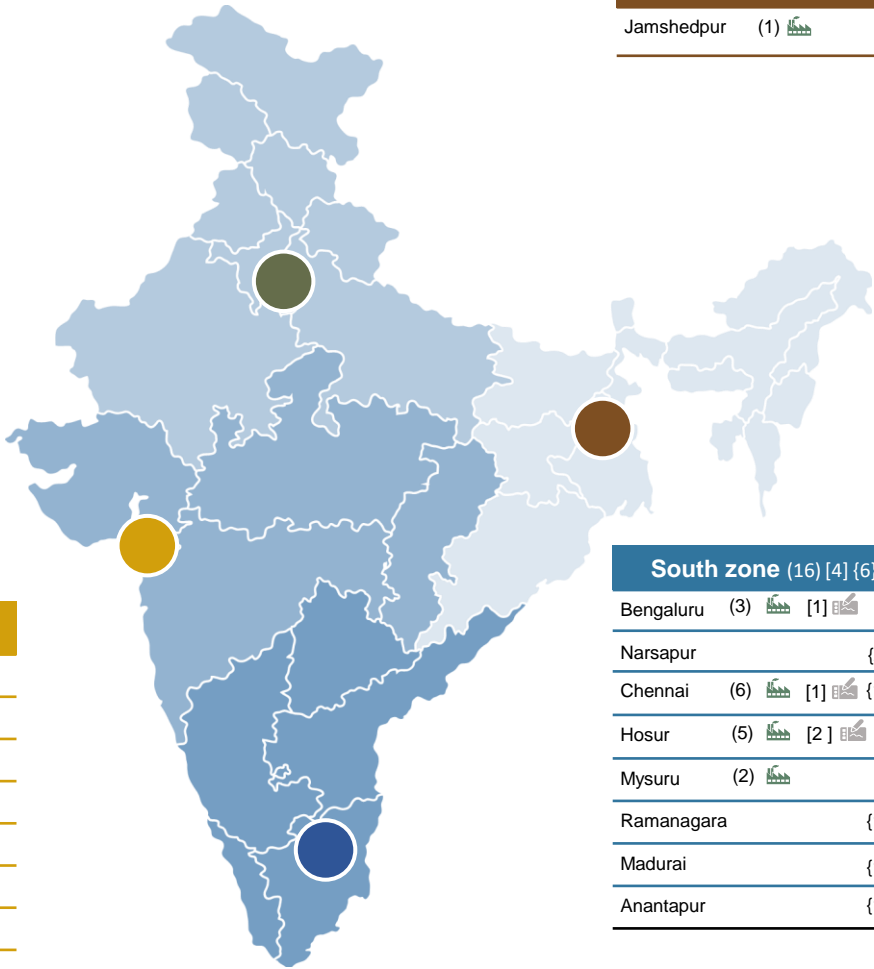 Jamshedpur (1)
South zone (16) [4] {6}
Bengaluru (3) [1]
Narsapur {
Chennai (6) [1] {
Hosur (5) [2 ]
Mysuru (2)
Ramanagara {
Madurai {
Anantapur {